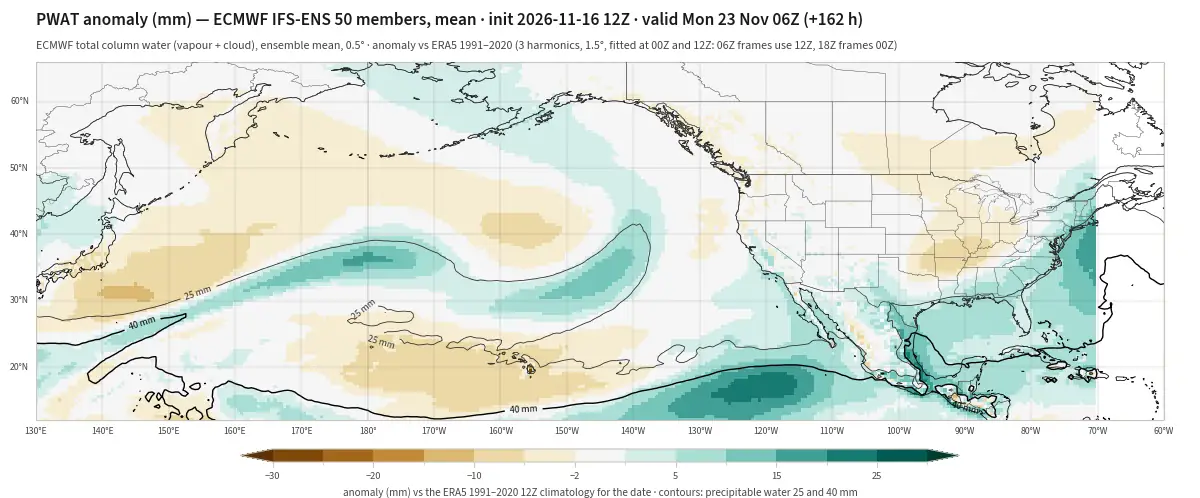 PWAT anomaly (mm) — ECMWF IFS-ENS 50 members, mean · init 2026-11-16 12Z · valid Mon 23 Nov 06Z (+162 h)
ECMWF total column water (vapour + cloud), ensemble mean, 0.5° · anomaly vs ERA5 1991–2020 (3 harmonics, 1.5°, fitted at 00Z and 12Z: 06Z frames use 12Z, 18Z frames 00Z)
60°N
50°N
40°N
30°N
20°N
25 mm
40 mm
25 mm
25 mm
40 mm
40 mm
130°E 140°E 150°E 160°E 170°E 180° 170°W 160°W 150°W 140°W 130°W 120°W 110°W 100°W 90°W 80°W 70°W 60°W
−30 −20 −10 −2 5 15 25
anomaly (mm) vs the ERA5 1991–2020 12Z climatology for the date · contours: precipitable water 25 and 40 mm